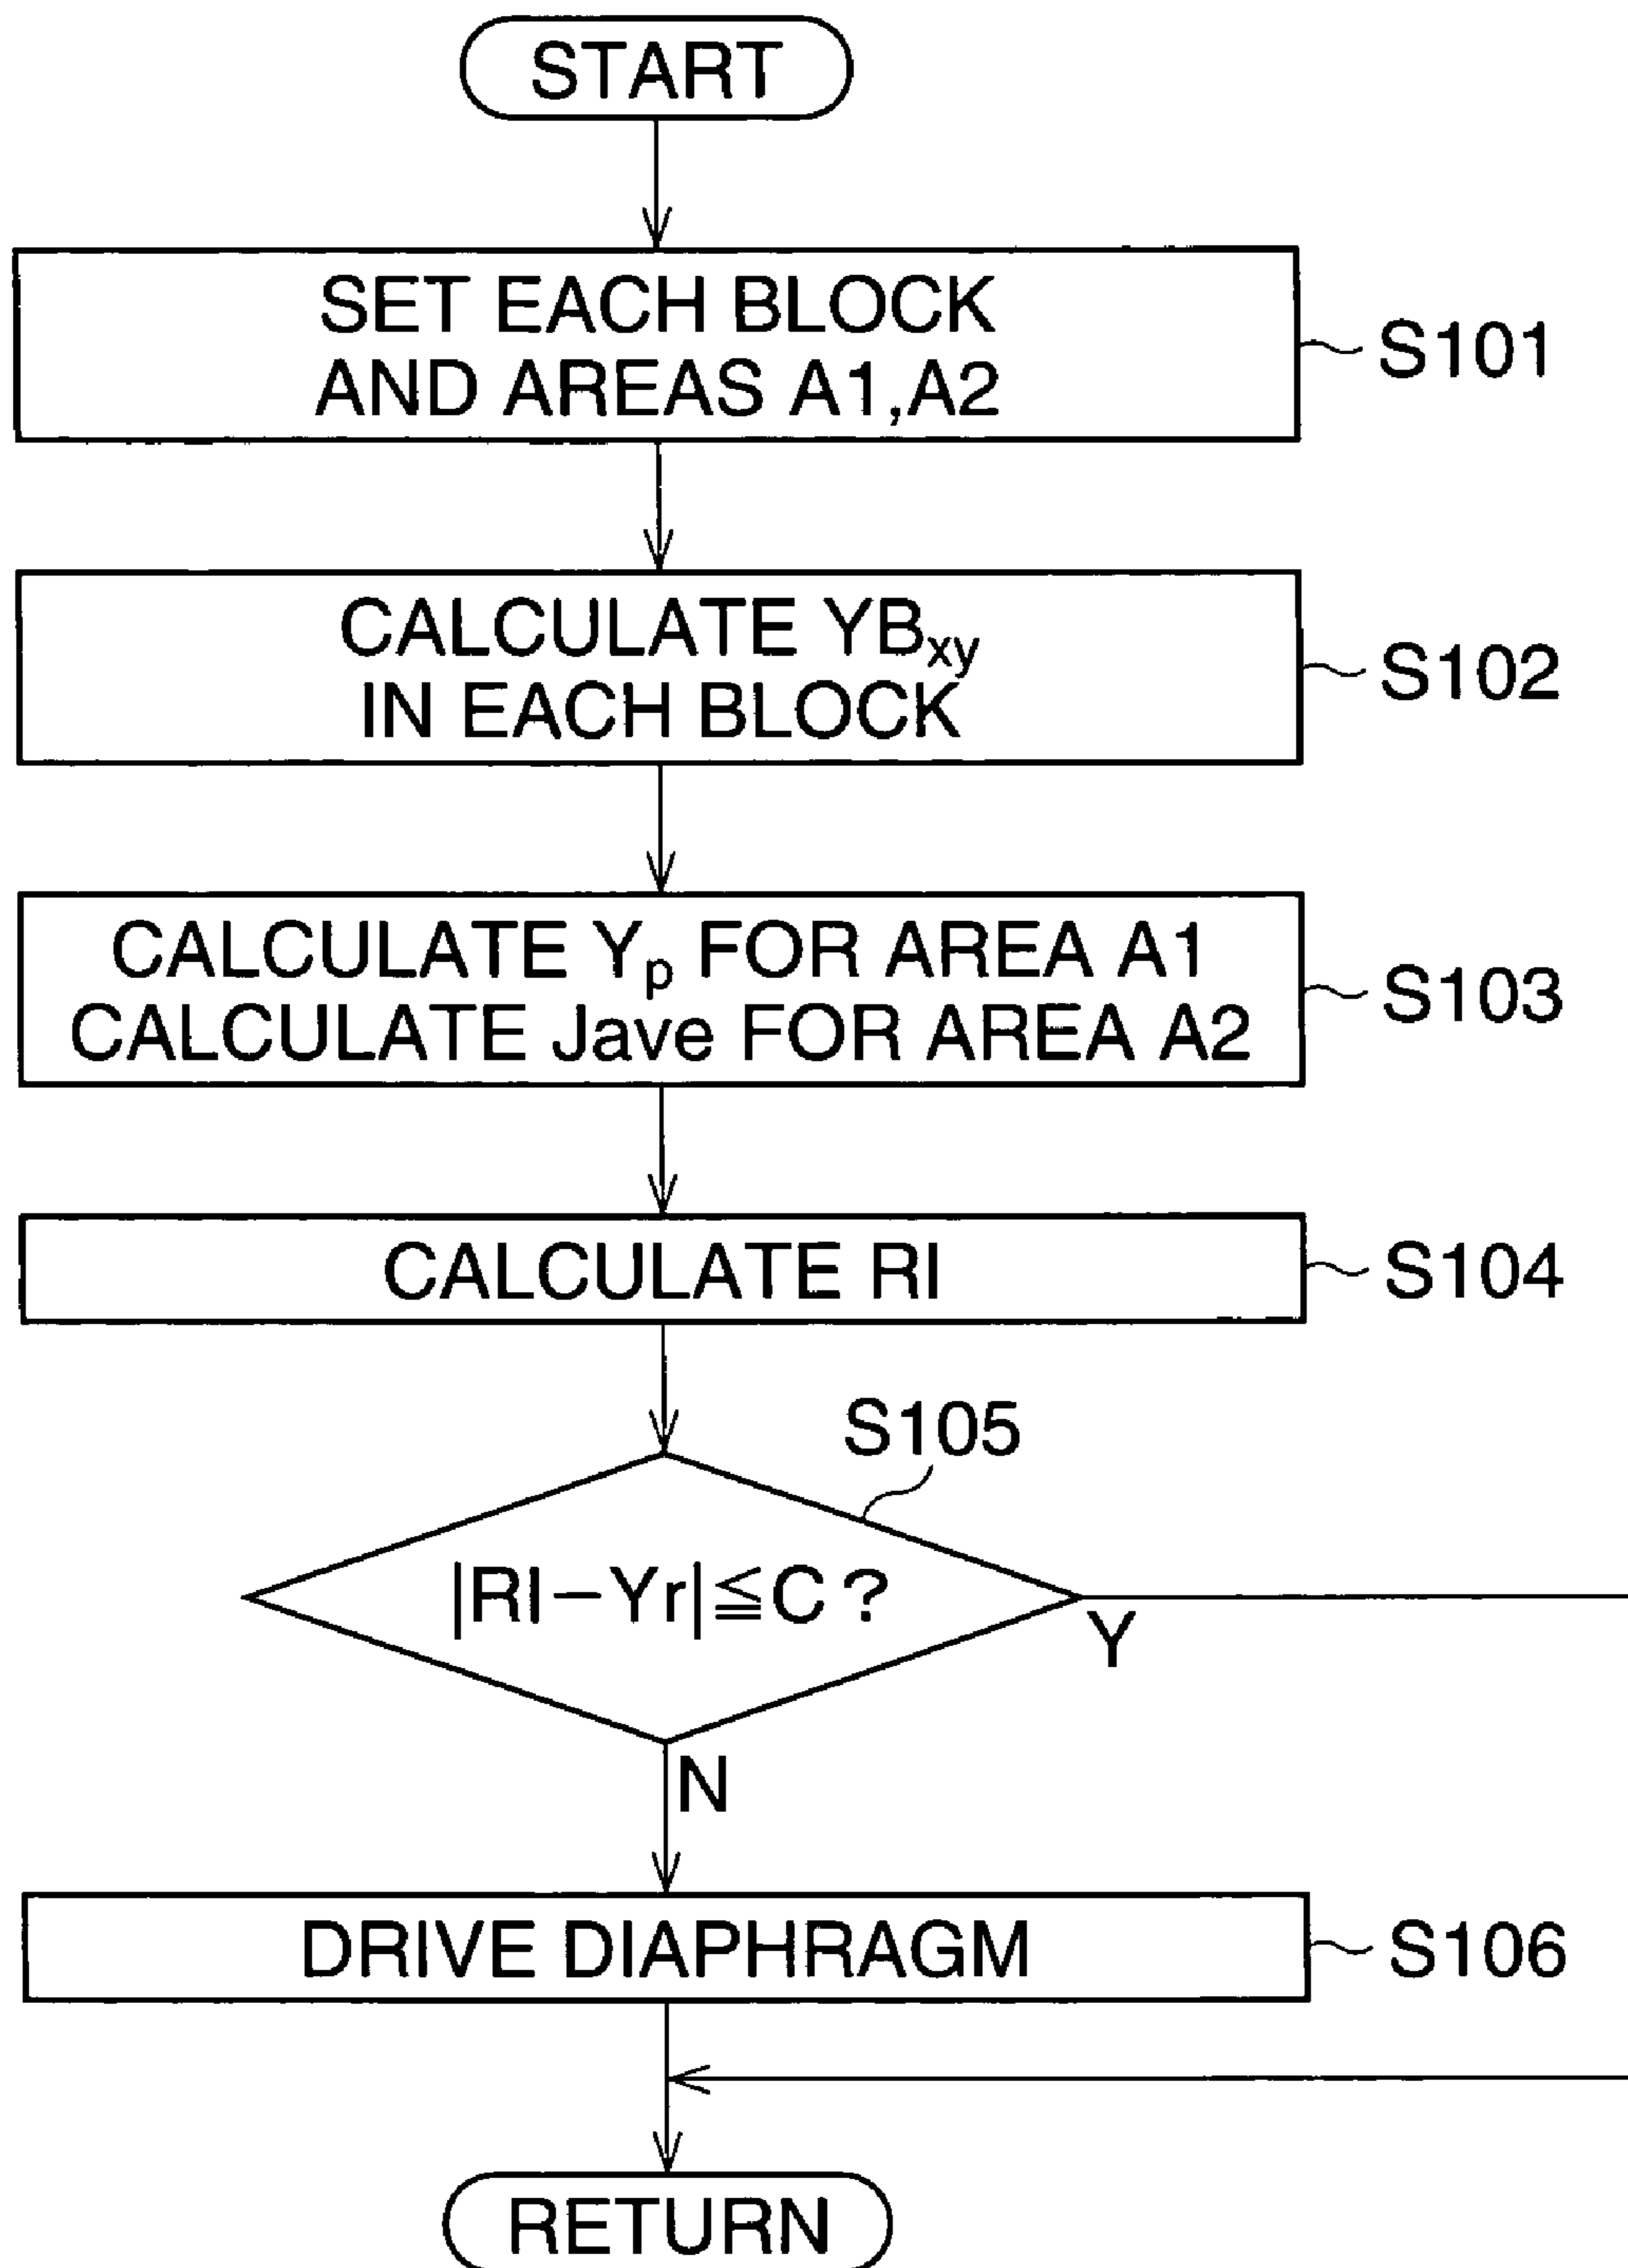 START
SET EACH BLOCK
AND AREAS A1,A2
S101
CALCULATE YBxy
IN EACH BLOCK
S102
CALCULATE Yp FOR AREA A1
CALCULATE Jave FOR AREA A2
S103
CALCULATE RI
S104
S105
|RI−Yr|≦C ?
Y
N
DRIVE DIAPHRAGM
S106
RETURN